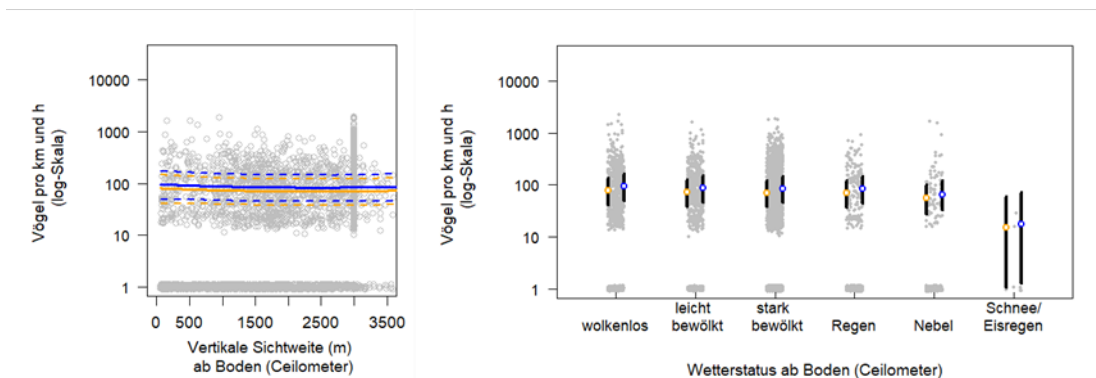 Vögel pro km und h
(log-Skala)
10000
1000
100
10
1
0 500 1500 2500 3500
Vertikale Sichtweite (m)
ab Boden (Ceilometer)
Vögel pro km und h
(log-Skala)
10000
1000
100
10
1
wolkenlos
leicht
bewölkt
stark
bewölkt
Regen
Nebel
Schnee/
Eisregen
Wetterstatus ab Boden (Ceilometer)